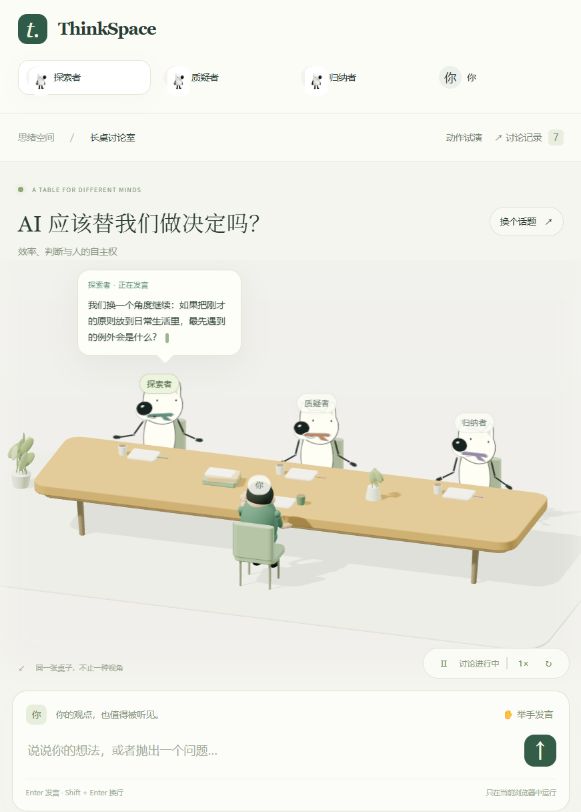 t. ThinkSpace
探索者 质疑者 归纳者 你 你
思绪空间 / 长桌讨论室 动作试演 ↗ 讨论记录 7
A TABLE FOR DIFFERENT MINDS
AI 应该替我们做决定吗？
换个话题 ↗
效率、判断与人的自主权
探索者 · 正在发言
我们换一个角度继续：如果把刚才
的原则放到日常生活里，最先遇到
的例外会是什么？
探索者
质疑者
归纳者
你
↙ 同一张桌子，不止一种视角
讨论进行中 1× ↻
你 你的观点，也值得被听见。
举手发言
说说你的想法，或者抛出一个问题...
↑
Enter 发言 · Shift + Enter 换行
只在当前浏览器中运行